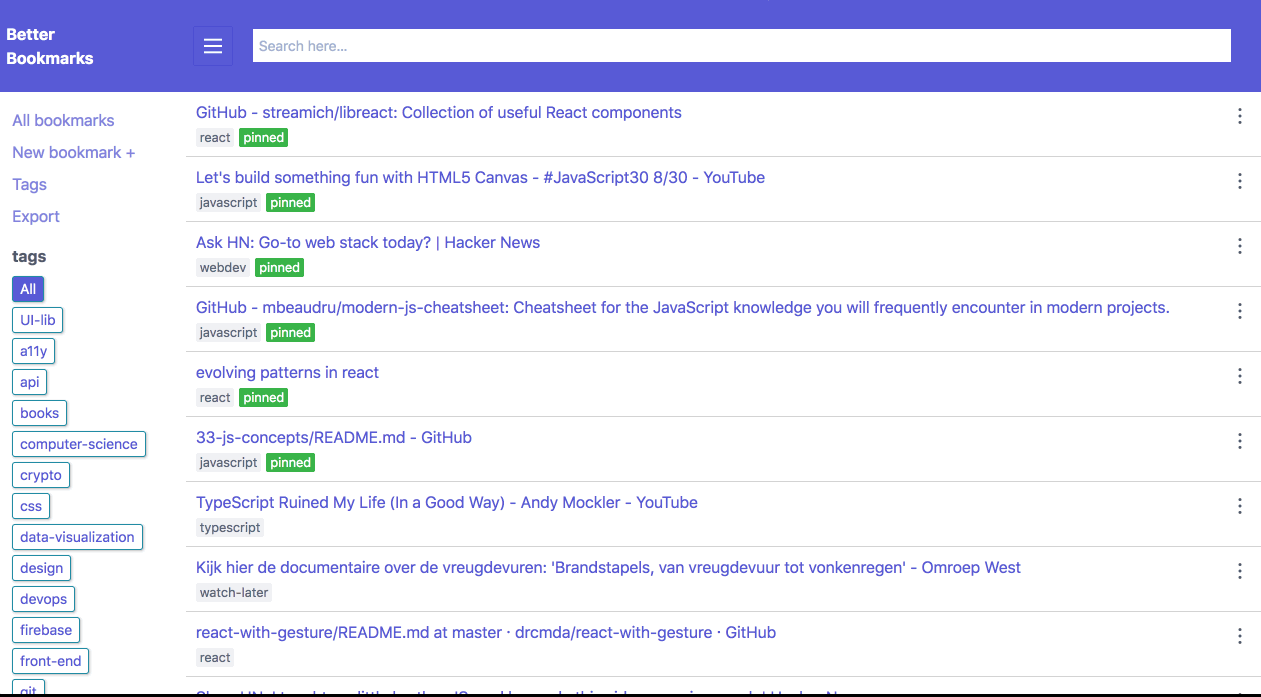 Better
Bookmarks
Search here...
All bookmarks
New bookmark +
Tags
Export
tags
All
UI-lib
a11y
api
books
computer-science
crypto
css
data-visualization
design
devops
firebase
front-end
git
GitHub - streamich/libreact: Collection of useful React components
react pinned
Let's build something fun with HTML5 Canvas - #JavaScript30 8/30 - YouTube
javascript pinned
Ask HN: Go-to web stack today? | Hacker News
webdev pinned
GitHub - mbeaudru/modern-js-cheatsheet: Cheatsheet for the JavaScript knowledge you will frequently encounter in modern projects.
javascript pinned
evolving patterns in react
react pinned
33-js-concepts/README.md - GitHub
javascript pinned
TypeScript Ruined My Life (In a Good Way) - Andy Mockler - YouTube
typescript
Kijk hier de documentaire over de vreugdevuren: 'Brandstapels, van vreugdevuur tot vonkenregen' - Omroep West
watch-later
react-with-gesture/README.md at master · drcmda/react-with-gesture · GitHub
react